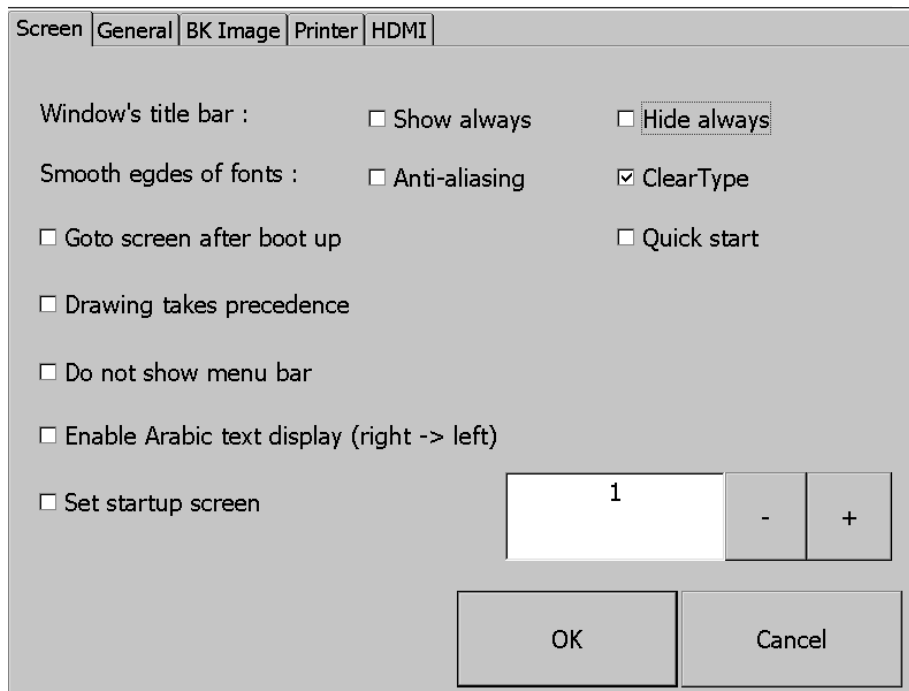 Screen General BK Image Printer HDMI
Window's title bar : Show always Hide always
Smooth egdes of fonts : Anti-aliasing ClearType
Goto screen after boot up Quick start
Drawing takes precedence
Do not show menu bar
Enable Arabic text display (right -> left)
Set startup screen 1 - +
OK Cancel